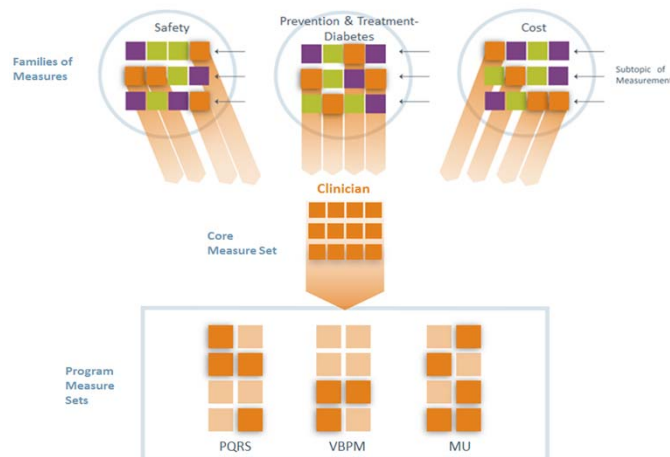 Safety
Prevention & Treatment-
Diabetes
Cost
Families of
Measures
Subtopic of
Measurement
Clinician
Core
Measure Set
Program
Measure
Sets
PQRS
VBPM
MU